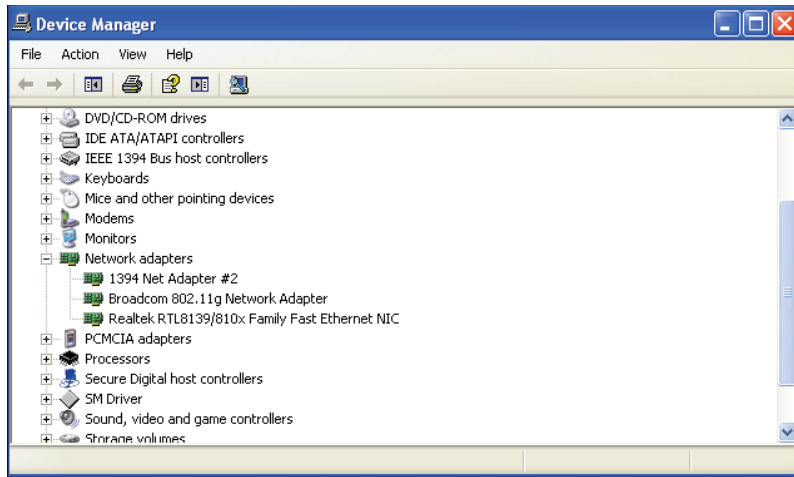 Device Manager
File Action View Help
DVD/CD-ROM drives
IDE ATA/ATAPI controllers
IEEE 1394 Bus host controllers
Keyboards
Mice and other pointing devices
Modems
Monitors
Network adapters
1394 Net Adapter #2
Broadcom 802.11g Network Adapter
Realtek RTL8139/810x Family Fast Ethernet NIC
PCMCIA adapters
Processors
Secure Digital host controllers
SM Driver
Sound, video and game controllers
Storage volumes